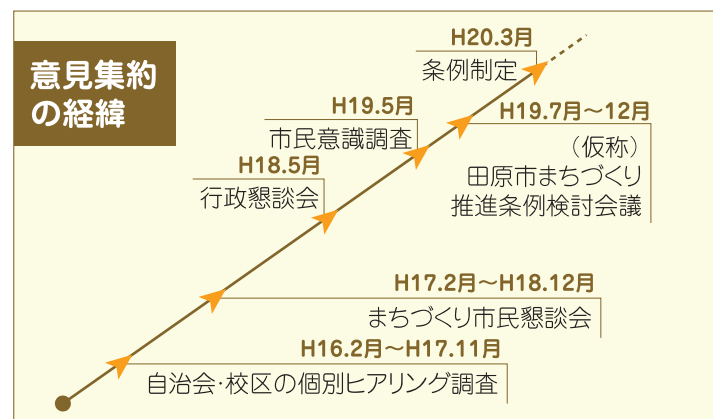 意見集約
の経緯
H20.3月
条例制定
H19.5月
市民意識調査
H19.7月～12月
（仮称）
田原市まちづくり
推進条例検討会議
H18.5月
行政懇談会
H17.2月～H18.12月
まちづくり市民懇談会
H16.2月～H17.11月
自治会・校区の個別ヒアリング調査